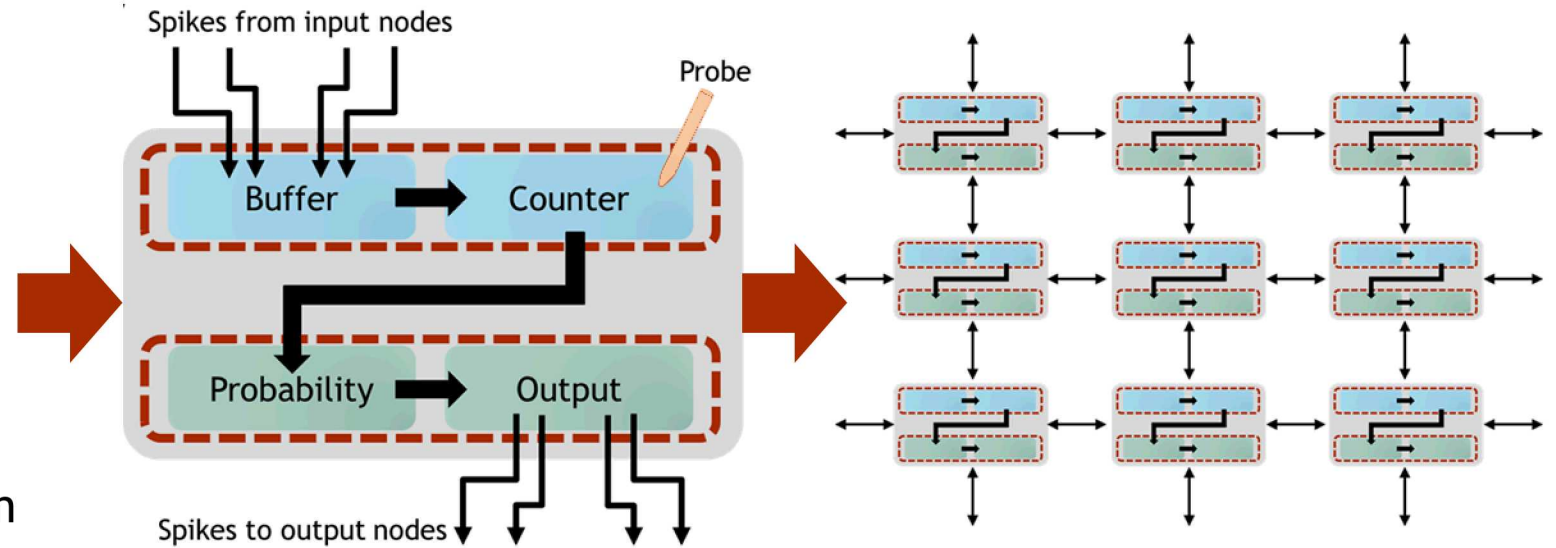 Spikes from input nodes
Probe
Buffer
Counter
Probability
Output
Spikes to output nodes
n